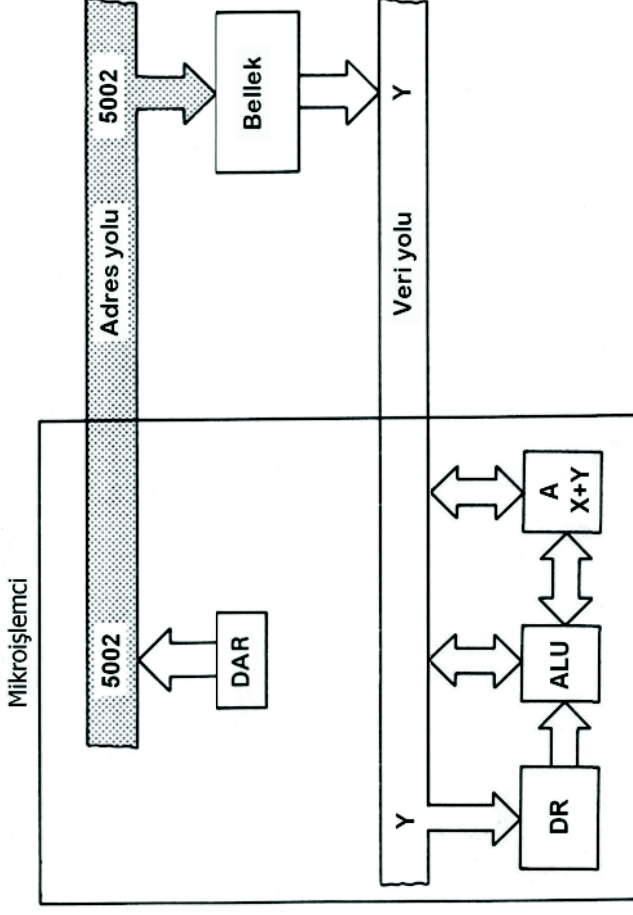 Mikroişlemci
5002
Adres yolu
5002
DAR
Bellek
Y
Veri yolu
Y
DR
ALU
A
X+Y